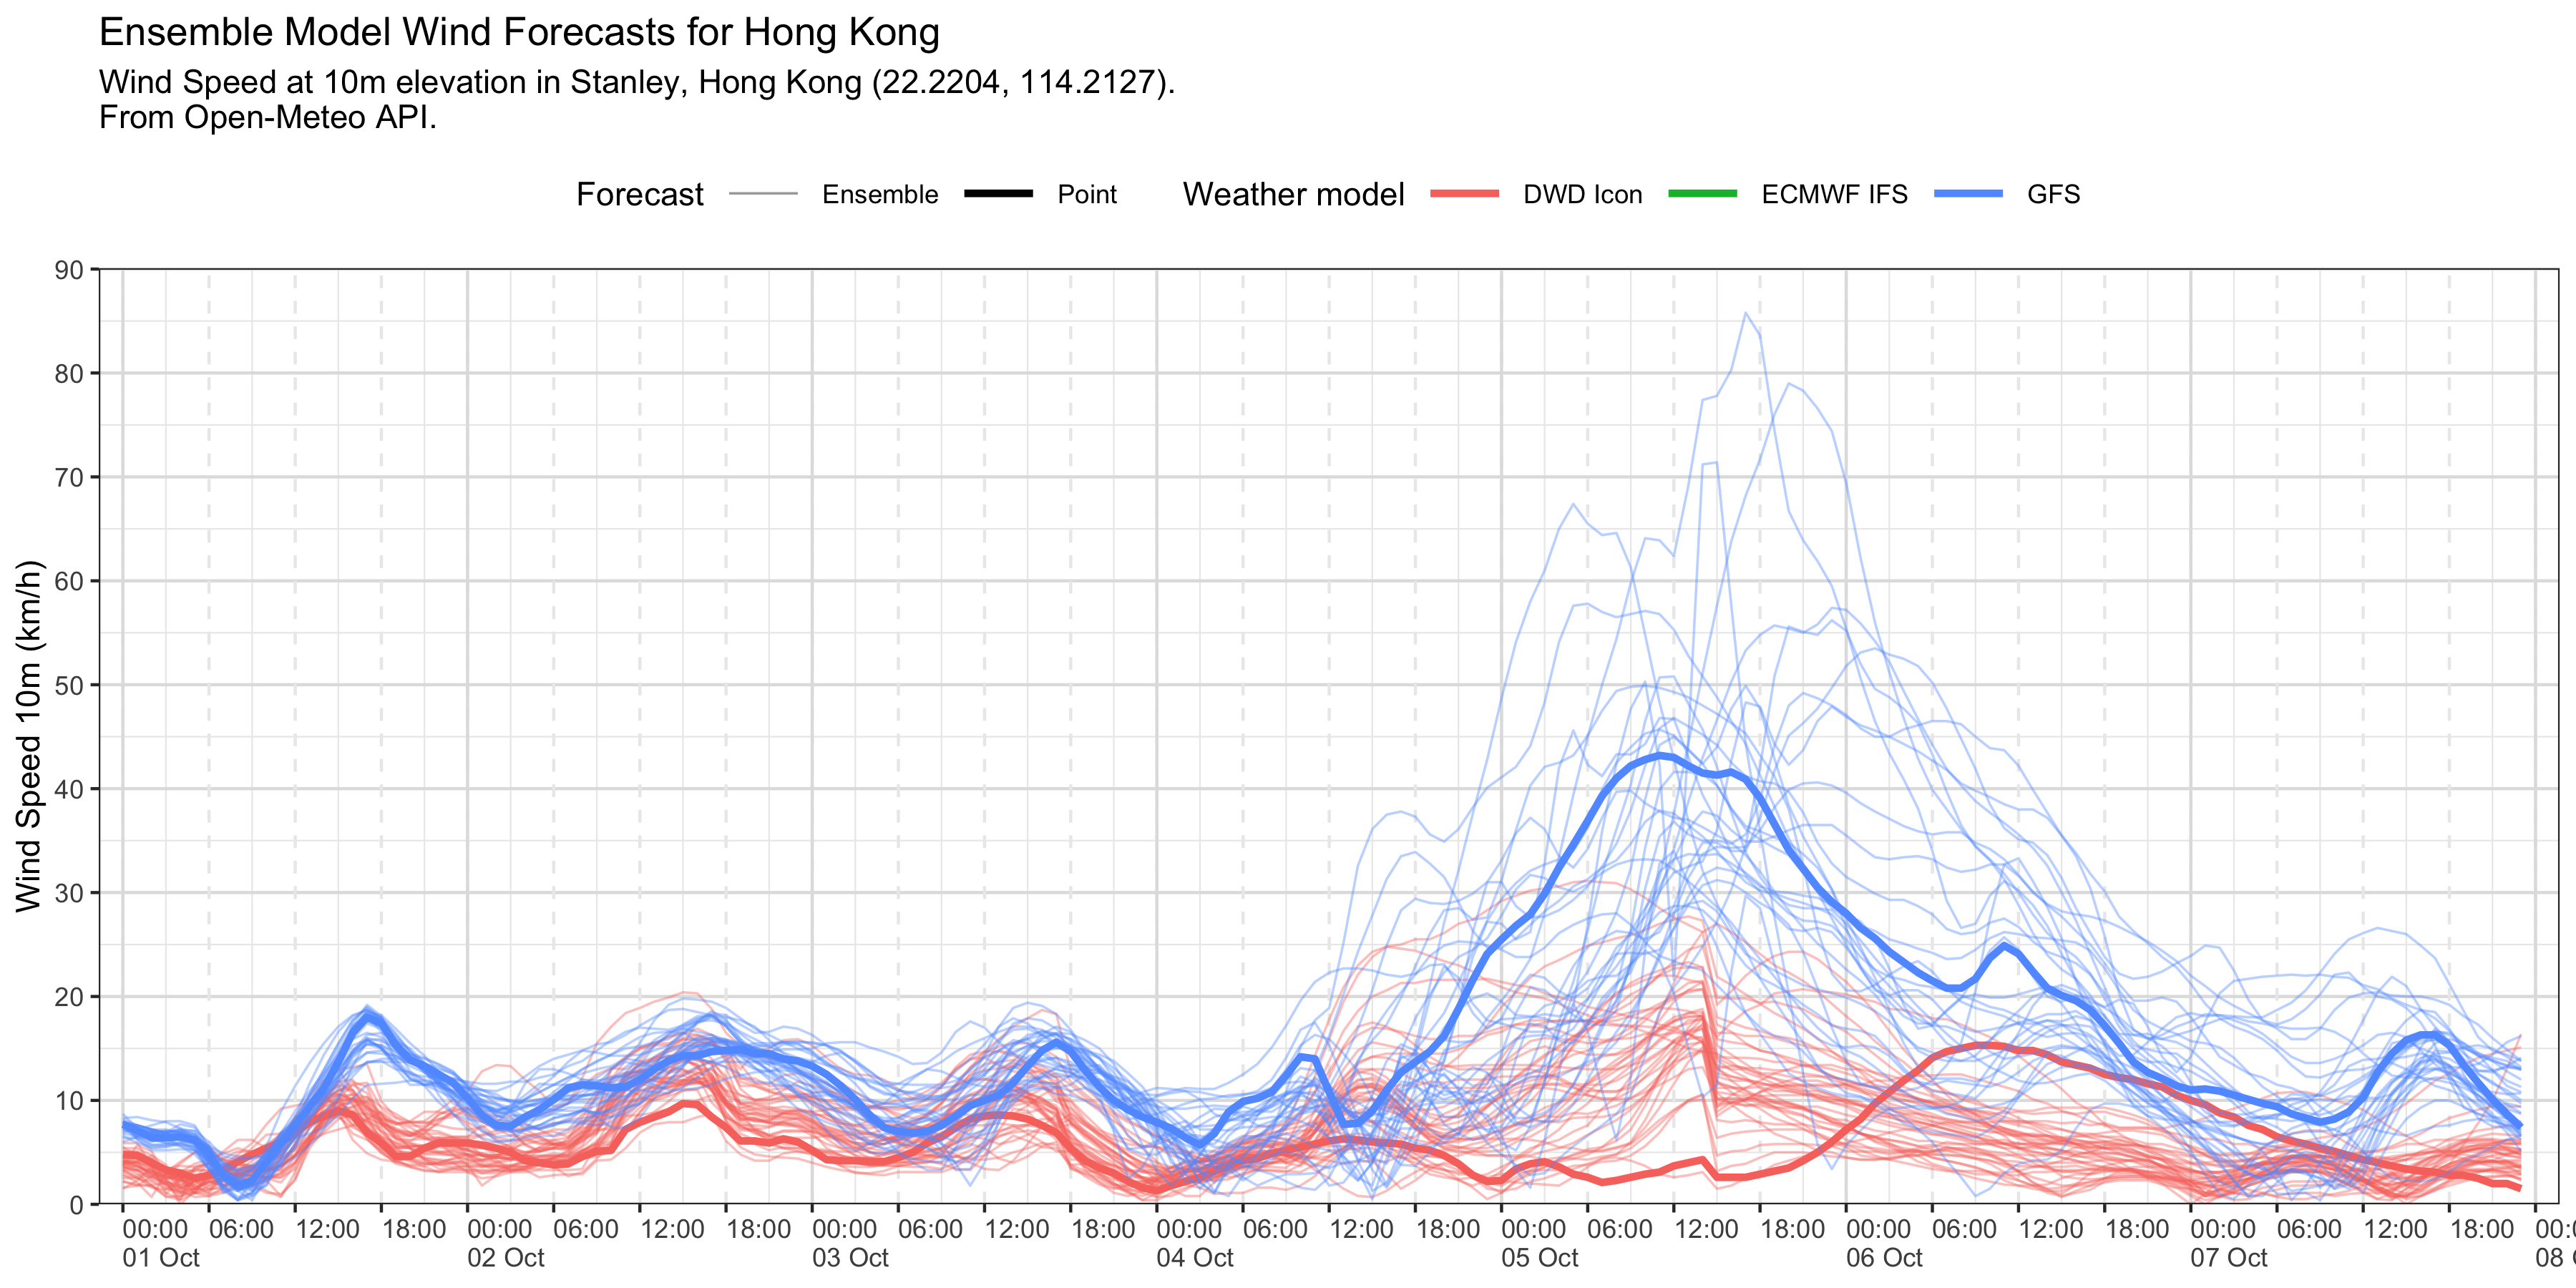 Ensemble Model Wind Forecasts for Hong Kong
Wind Speed at 10m elevation in Stanley, Hong Kong (22.2204, 114.2127).
From Open-Meteo API.
Forecast Ensemble Point Weather model DWD Icon ECMWF IFS GFS
Wind Speed 10m (km/h)
90
80
70
60
50
40
30
20
10
0
00:00 06:00 12:00 18:00 00:00 06:00 12:00 18:00 00:00 06:00 12:00 18:00 00:00 06:00 12:00 18:00 00:00 06:00 12:00 18:00 00:00 06:00 12:00 18:00 00:00 06:00 12:00 18:00 00:
01 Oct 02 Oct 03 Oct 04 Oct 05 Oct 06 Oct 07 Oct 08